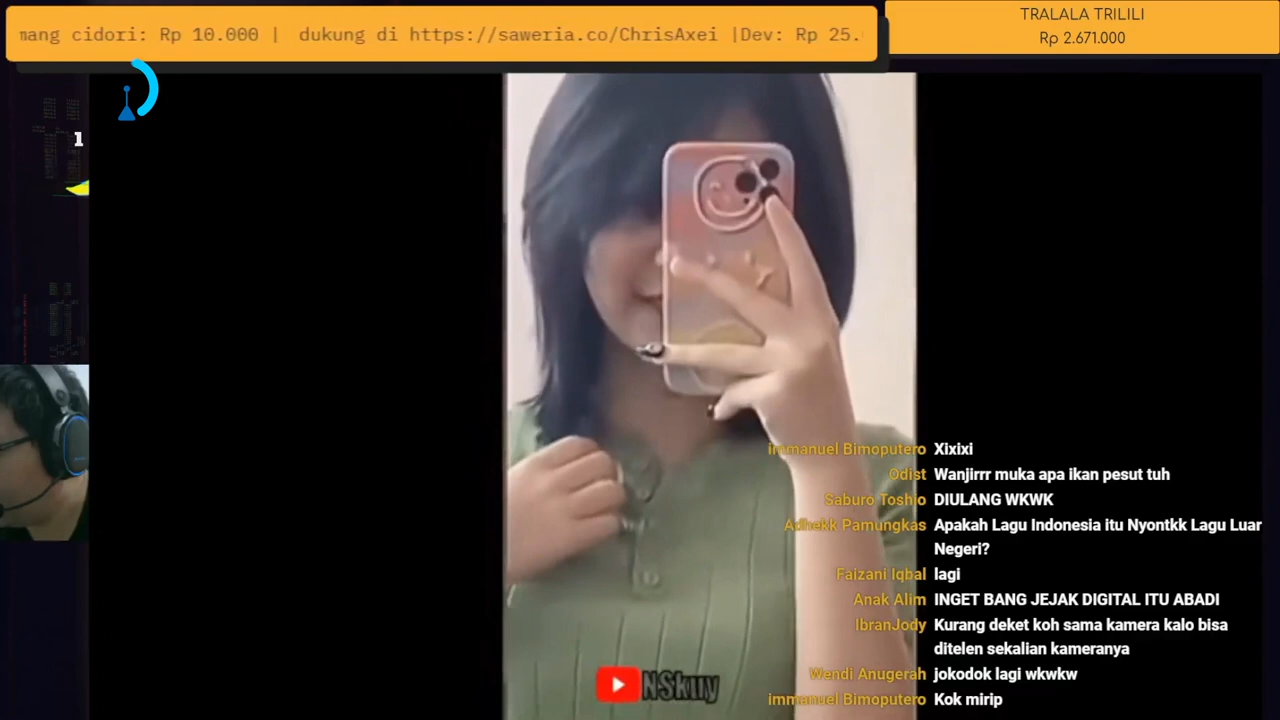 mang cidori: Rp 10.000 | dukung di https://saweria.co/ChrisAxei |Dev: Rp 25.
TRALALA TRILILI
Rp 2.671.000
1
immanuel Bimoputero Xixixi
Odist Wanjirrr muka apa ikan pesut tuh
Saburo Toshio DIULANG WKWK
Adhekk Pamungkas Apakah Lagu Indonesia itu Nyontkk Lagu Luar
Negeri?
Faizani Iqbal lagi
Anak Alim INGET BANG JEJAK DIGITAL ITU ABADI
IbranJody Kurang deket koh sama kamera kalo bisa
ditelen sekalian kameranya
Wendi Anugerah jokodok lagi wkwkw
immanuel Bimoputero Kok mirip
NSkuy